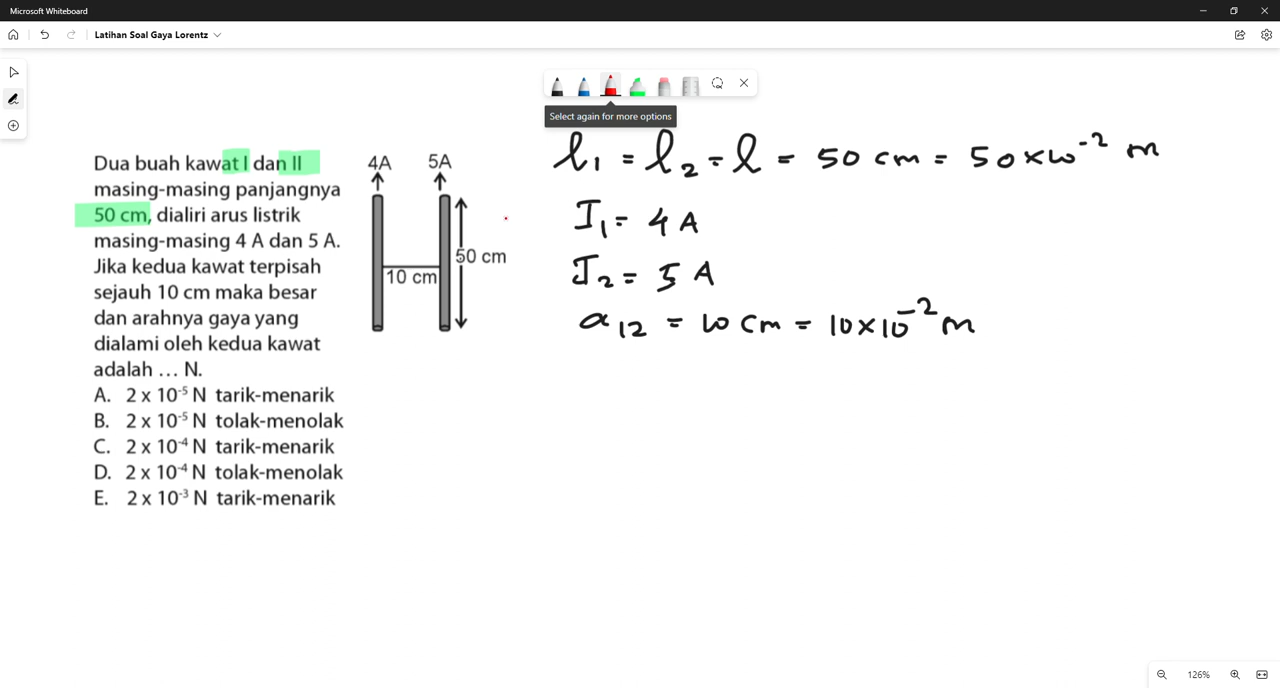 Microsoft Whiteboard
Latihan Soal Gaya Lorentz
Select again for more options
Dua buah kawat I dan II
masing-masing panjangnya
50 cm, dialiri arus listrik
masing-masing 4 A dan 5 A.
Jika kedua kawat terpisah
sejauh 10 cm maka besar
dan arahnya gaya yang
dialami oleh kedua kawat
adalah ... N.
A. 2 x 10⁻⁵ N tarik-menarik
B. 2 x 10⁻⁵ N tolak-menolak
C. 2 x 10⁻⁴ N tarik-menarik
D. 2 x 10⁻⁴ N tolak-menolak
E. 2 x 10⁻³ N tarik-menarik
4A 5A
50 cm
10 cm
l₁ = l₂ = l = 50 cm = 50 × 10⁻² m
I₁ = 4 A
I₂ = 5 A
a₁₂ = 10 cm = 10 × 10⁻² m
126%